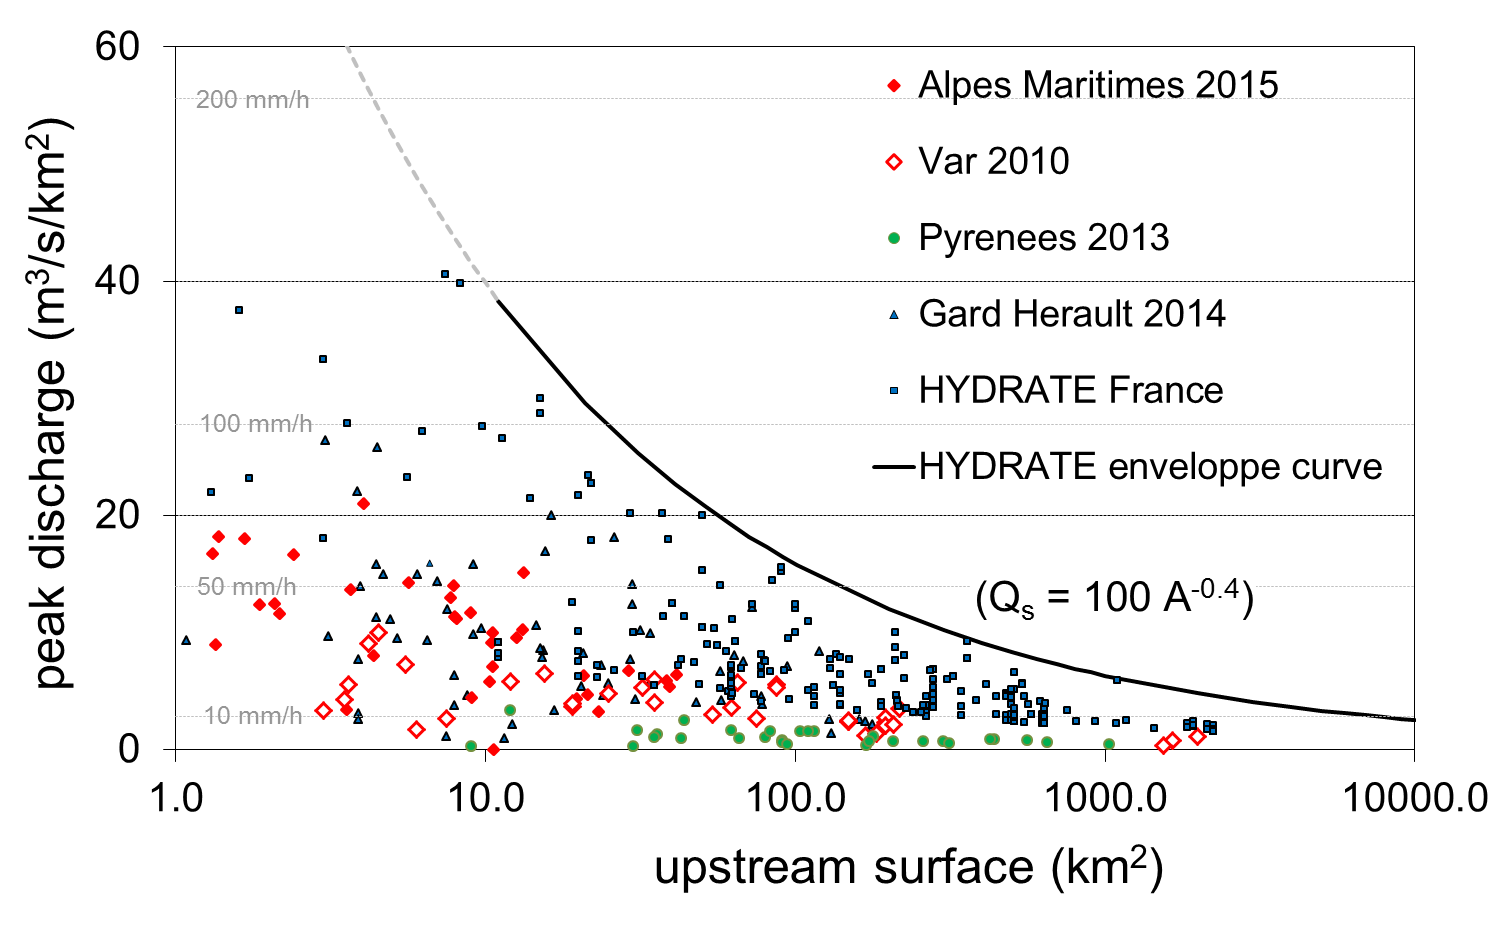 60
40
20
0
peak discharge (m³/s/km²)
200 mm/h
100 mm/h
50 mm/h
10 mm/h
Alpes Maritimes 2015
Var 2010
Pyrenees 2013
Gard Herault 2014
HYDRATE France
HYDRATE enveloppe curve
(Qₛ = 100 A⁻⁰·⁴)
1.0 10.0 100.0 1000.0 10000.0
upstream surface (km²)